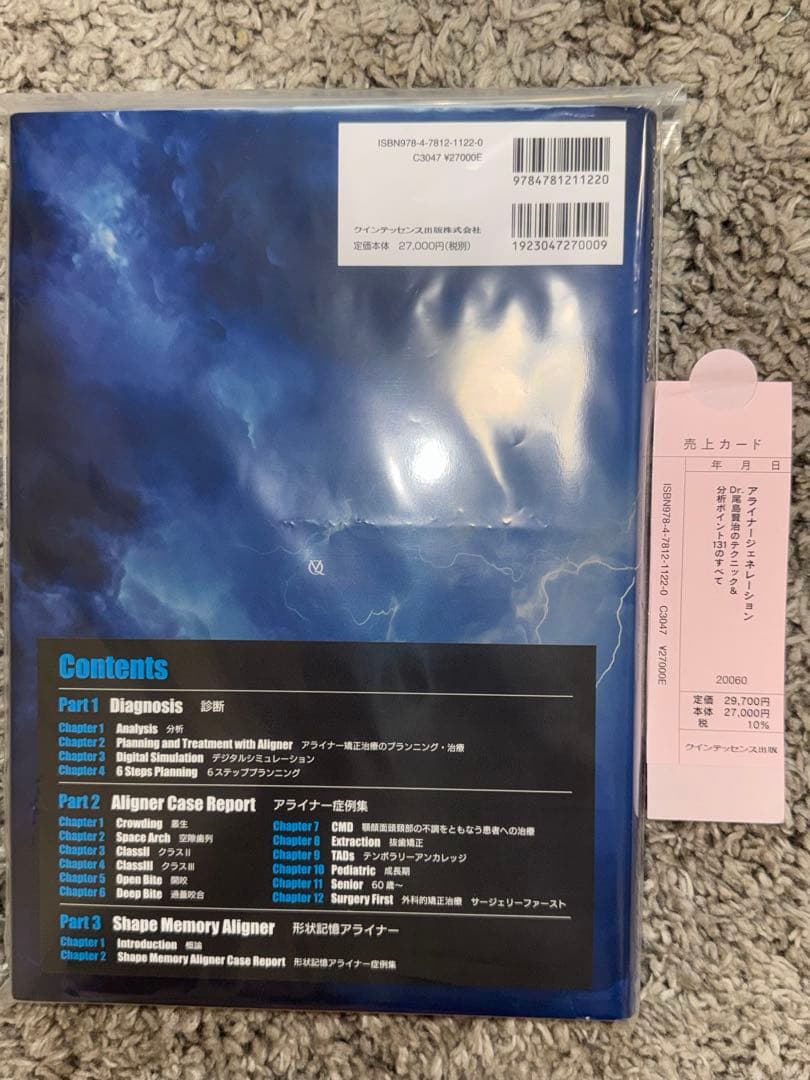 ISBN978-4-7812-1122-0
C3047 ¥27000E
9784781211220
クインテッセンス出版株式会社
定価本体 27,000円(税別)
1923047270009
Contents
Part 1 Diagnosis 診断
Chapter 1 Analysis 分析
Chapter 2 Planning and Treatment with Aligner アライナー矯正治療のプランニング・治療
Chapter 3 Digital Simulation デジタルシミュレーション
Chapter 4 6 Steps Planning 6ステッププランニング
Part 2 Aligner Case Report アライナー症例集
Chapter 1 Crowding 叢生
Chapter 2 Space Arch 空隙歯列
Chapter 3 ClassII クラスⅡ
Chapter 4 ClassIII クラスⅢ
Chapter 5 Open Bite 開咬
Chapter 6 Deep Bite 過蓋咬合
Chapter 7 CMD 顎顔面頭頸部の不調をともなう患者への治療
Chapter 8 Extraction 抜歯矯正
Chapter 9 TADs テンポラリーアンカレッジ
Chapter 10 Pediatric 成長期
Chapter 11 Senior 60歳～
Chapter 12 Surgery First 外科的矯正治療 サージェリーファースト
Part 3 Shape Memory Aligner 形状記憶アライナー
Chapter 1 Introduction 概論
Chapter 2 Shape Memory Aligner Case Report 形状記憶アライナー症例集
売上カード
年 月 日
アライナージェネレーション
Dr.尾島賢治のテクニック&
分析ポイント131のすべて
ISBN978-4-7812-1122-0 C3047 ¥27000E
20060
定価 29,700円
本体 27,000円
税 10%
クインテッセンス出版